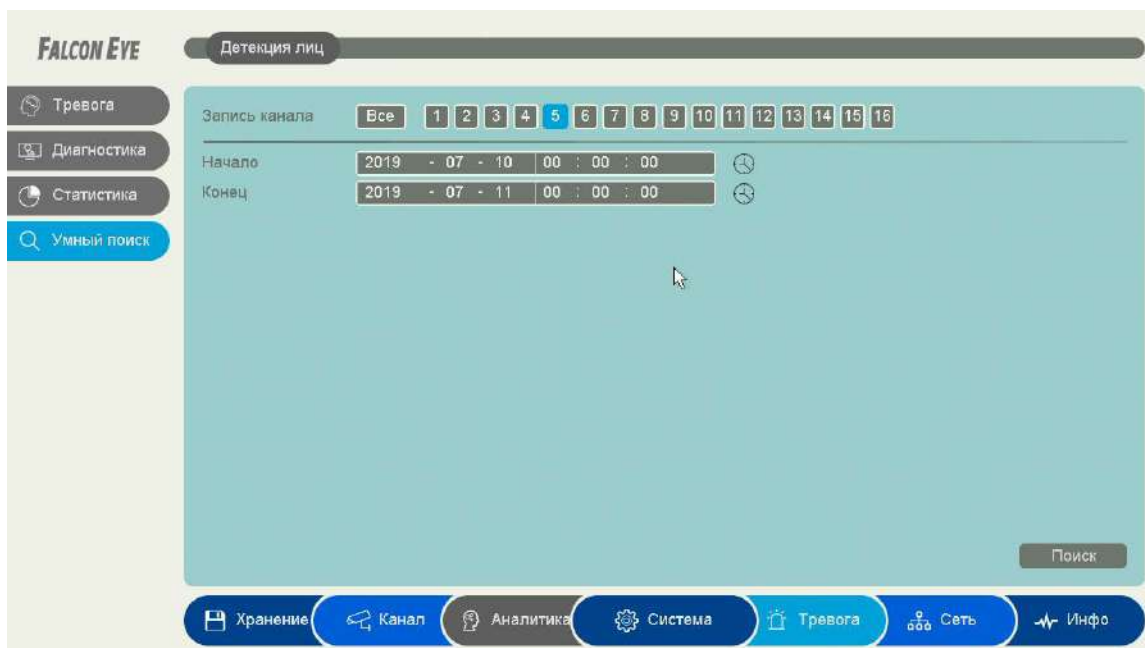 FALCON EYE
Детекция лиц
Тревога
Диагностика
Статистика
Умный поиск
Запись канала Все 1 2 3 4 5 6 7 8 9 10 11 12 13 14 15 16
Начало 2019 - 07 - 10 00 : 00 : 00
Конец 2019 - 07 - 11 00 : 00 : 00
Поиск
Хранение Канал Аналитика Система Тревога Сеть Инфо